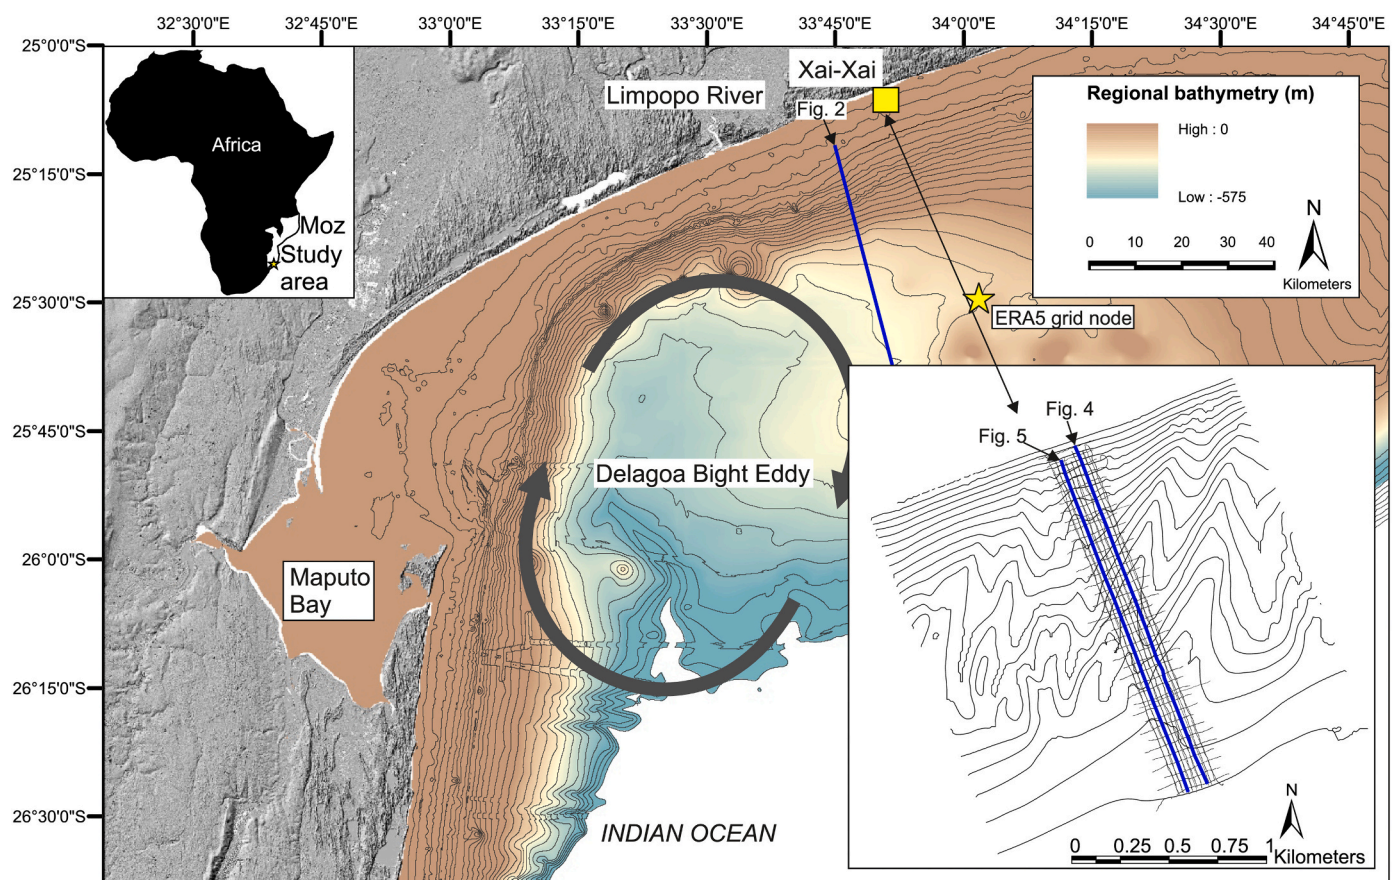 32°30'0"E 32°45'0"E 33°0'0"E 33°15'0"E 33°30'0"E 33°45'0"E 34°0'0"E 34°15'0"E 34°30'0"E 34°45'0"E
25°0'0"S
25°15'0"S
25°30'0"S
25°45'0"S
26°0'0"S
26°15'0"S
26°30'0"S
Africa
Moz
Study
area
Limpopo River
Xai-Xai
Fig. 2
Regional bathymetry (m)
High : 0
Low : -575
0 10 20 30 40
N
Kilometers
ERA5 grid node
Delagoa Bight Eddy
Maputo
Bay
INDIAN OCEAN
Fig. 4
Fig. 5
N
0 0.25 0.5 0.75 1
Kilometers